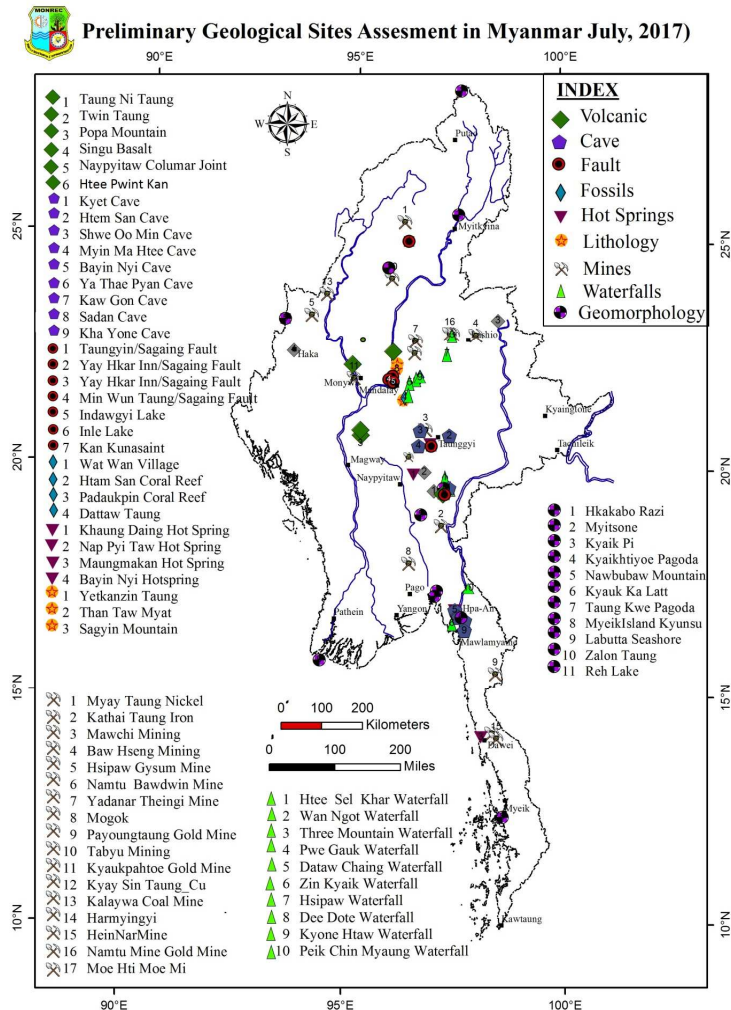 MONREC
Preliminary Geological Sites Assesment in Myanmar July, 2017)
90°E 95°E 100°E
1 Taung Ni Taung
2 Twin Taung
3 Popa Mountain
4 Singu Basalt
5 Naypyitaw Columar Joint
6 Htee Pwint Kan
1 Kyet Cave
2 Htem San Cave
3 Shwe Oo Min Cave
4 Myin Ma Htee Cave
5 Bayin Nyi Cave
6 Ya Thae Pyan Cave
7 Kaw Gon Cave
8 Sadan Cave
9 Kha Yone Cave
1 Taungyin/Sagaing Fault
2 Yay Hkar Inn/Sagaing Fault
3 Yay Hkar Inn/Sagaing Fault
4 Min Wun Taung/Sagaing Fault
5 Indawgyi Lake
6 Inle Lake
7 Kan Kunasaint
1 Wat Wan Village
2 Htam San Coral Reef
3 Padaukpin Coral Reef
4 Dattaw Taung
1 Khaung Daing Hot Spring
2 Nap Pyi Taw Hot Spring
3 Maungmakan Hot Spring
4 Bayin Nyi Hotspring
1 Yetkanzin Taung
2 Than Taw Myat
3 Sagyin Mountain
N
W E
S
INDEX
Volcanic
Cave
Fault
Fossils
Hot Springs
Lithology
Mines
Waterfalls
Geomorphology
25°N
20°N
15°N
10°N
25°N
20°N
15°N
10°N
Putao
Myitkyina
Lashio
Haka
Monywa
Mandalay
Kyaingtone
Tachileik
Taunggyi
Magway
Naypyitaw
Pago
Yangon
Pathein
Hpa-An
Mawlamyaing
Dawei
Myeik
Kawtaung
1 Hkakabo Razi
2 Myitsone
3 Kyaik Pi
4 Kyaikhtiyoe Pagoda
5 Nawbubaw Mountain
6 Kyauk Ka Latt
7 Taung Kwe Pagoda
8 MyeikIsland Kyunsu
9 Labutta Seashore
10 Zalon Taung
11 Reh Lake
1 Myay Taung Nickel
2 Kathai Taung Iron
3 Mawchi Mining
4 Baw Hseng Mining
5 Hsipaw Gysum Mine
6 Namtu Bawdwin Mine
7 Yadanar Theingi Mine
8 Mogok
9 Payoungtaung Gold Mine
10 Tabyu Mining
11 Kyaukpahtoe Gold Mine
12 Kyay Sin Taung_Cu
13 Kalaywa Coal Mine
14 Harmyingyi
15 HeinNarMine
16 Namtu Mine Gold Mine
17 Moe Hti Moe Mi
0 100 200
Kilometers
0 100 200
Miles
1 Htee Sel Khar Waterfall
2 Wan Ngot Waterfall
3 Three Mountain Waterfall
4 Pwe Gauk Waterfall
5 Dataw Chaing Waterfall
6 Zin Kyaik Waterfall
7 Hsipaw Waterfall
8 Dee Dote Waterfall
9 Kyone Htaw Waterfall
10 Peik Chin Myaung Waterfall
90°E 95°E 100°E